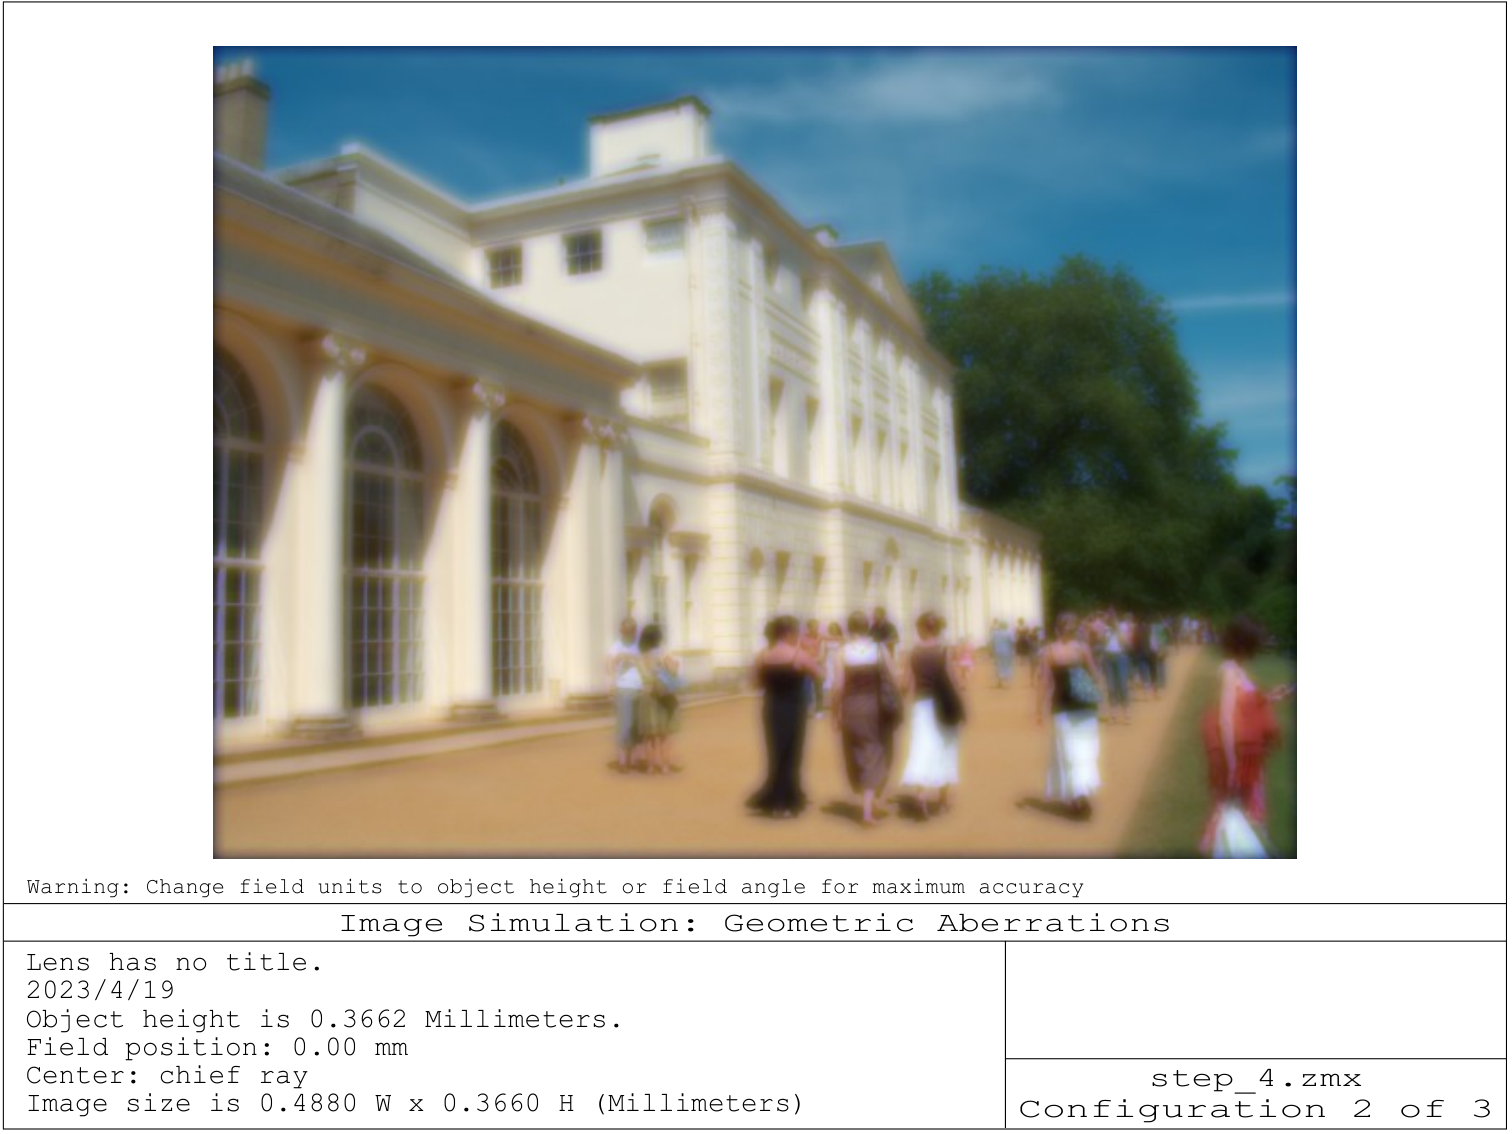 Warning: Change field units to object height or field angle for maximum accuracy
Image Simulation: Geometric Aberrations
Lens has no title.
2023/4/19
Object height is 0.3662 Millimeters.
Field position: 0.00 mm
Center: chief ray
Image size is 0.4880 W x 0.3660 H (Millimeters)
step_4.zmx
Configuration 2 of 3